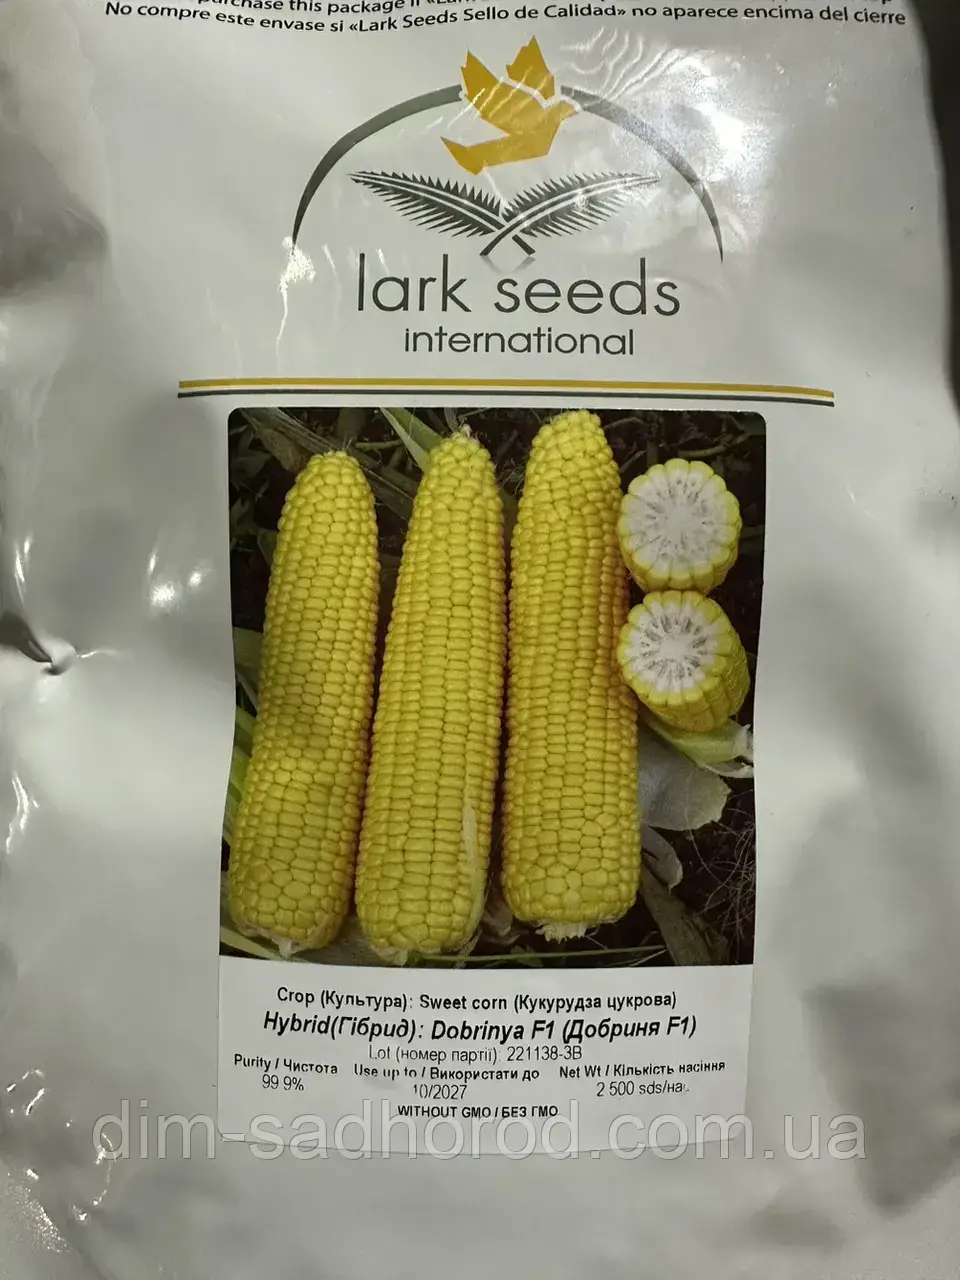 purchase this package if
No compre este envase si «Lark Seeds Sello de Calidad» no aparece encima del cierre
lark seeds
international
Crop (Культура): Sweet corn (Кукурудза цукрова)
Hybrid(Гібрид): Dobrinya F1 (Добриня F1)
Lot (номер партії): 221138-3B
Purity / Чистота Use up to / Використати до Net Wt / Кількість насіння
99 9% 10/2027 2 500 sds/нас.
WITHOUT GMO / БЕЗ ГМО
dim-sadhorod.com.ua